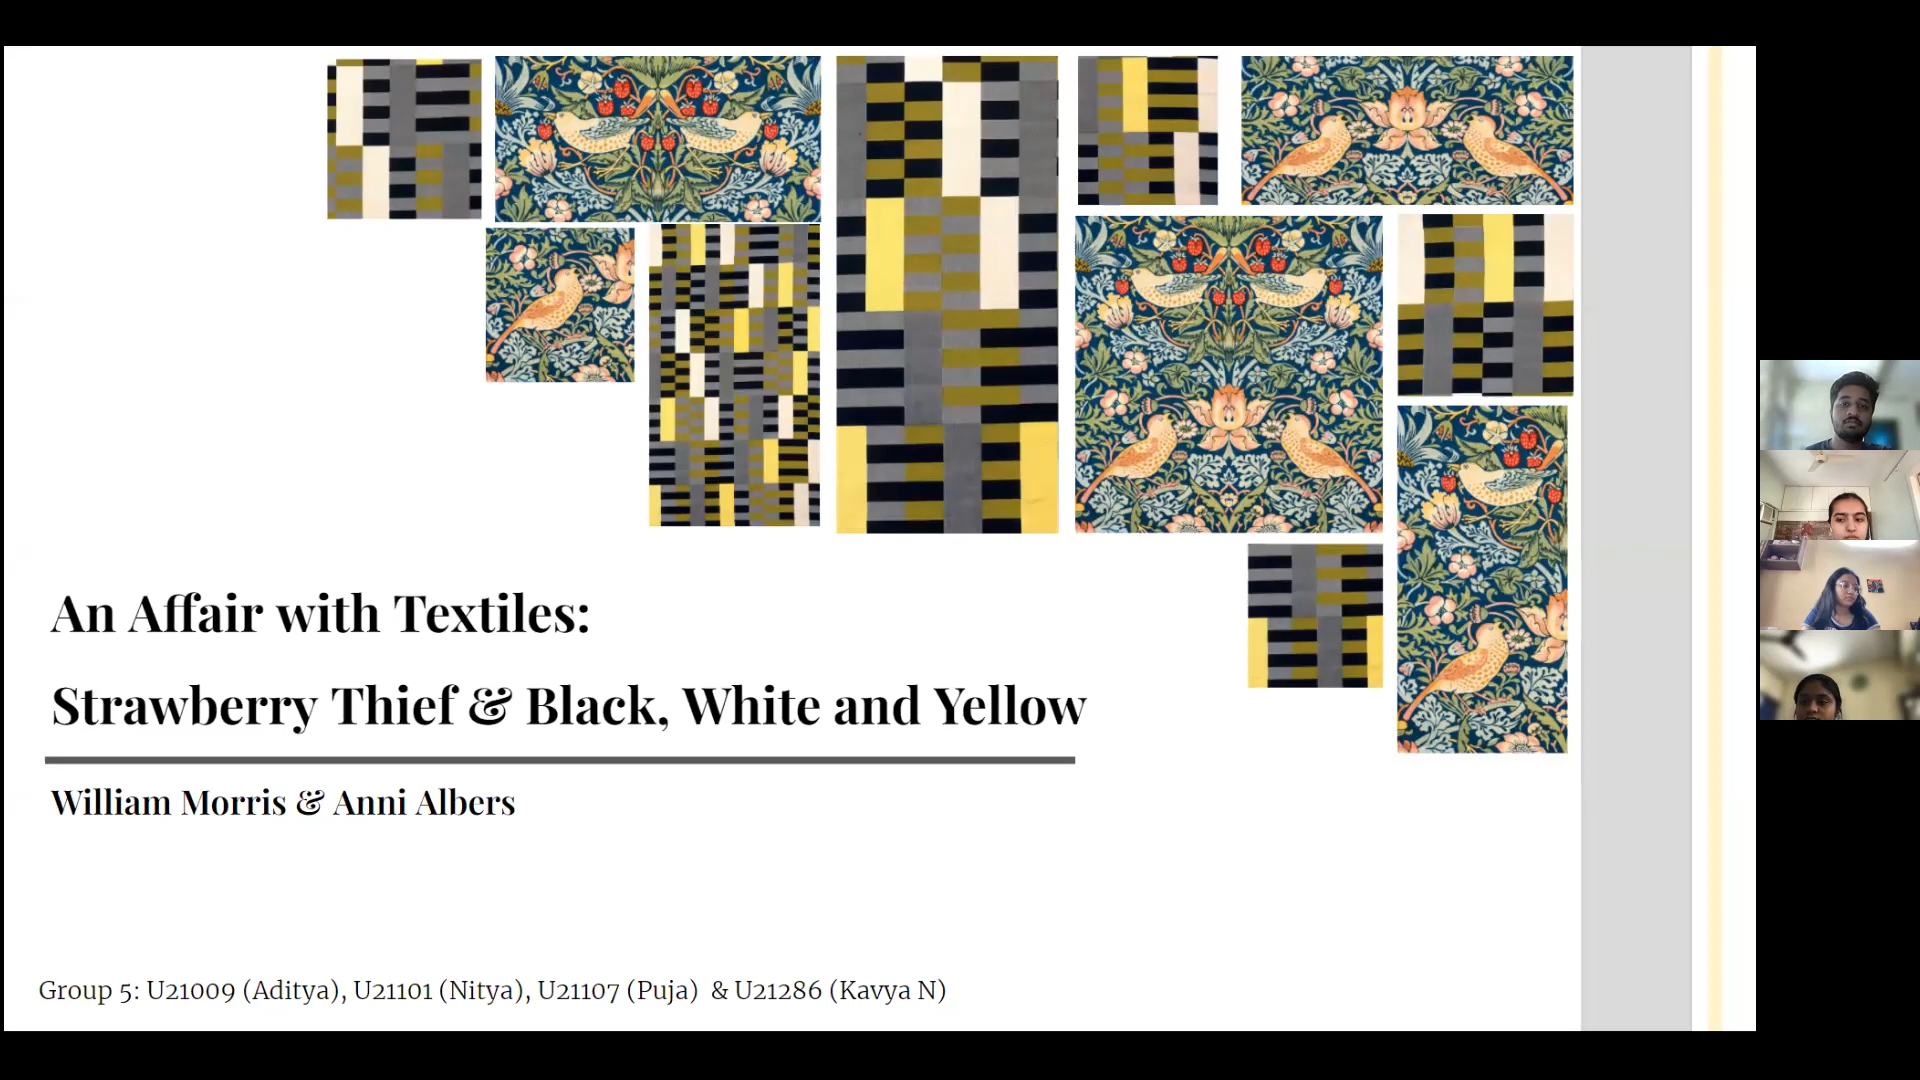 An Affair with Textiles:
Strawberry Thief & Black, White and Yellow
William Morris & Anni Albers
Group 5: U21009 (Aditya), U21101 (Nitya), U21107 (Puja) & U21286 (Kavya N)